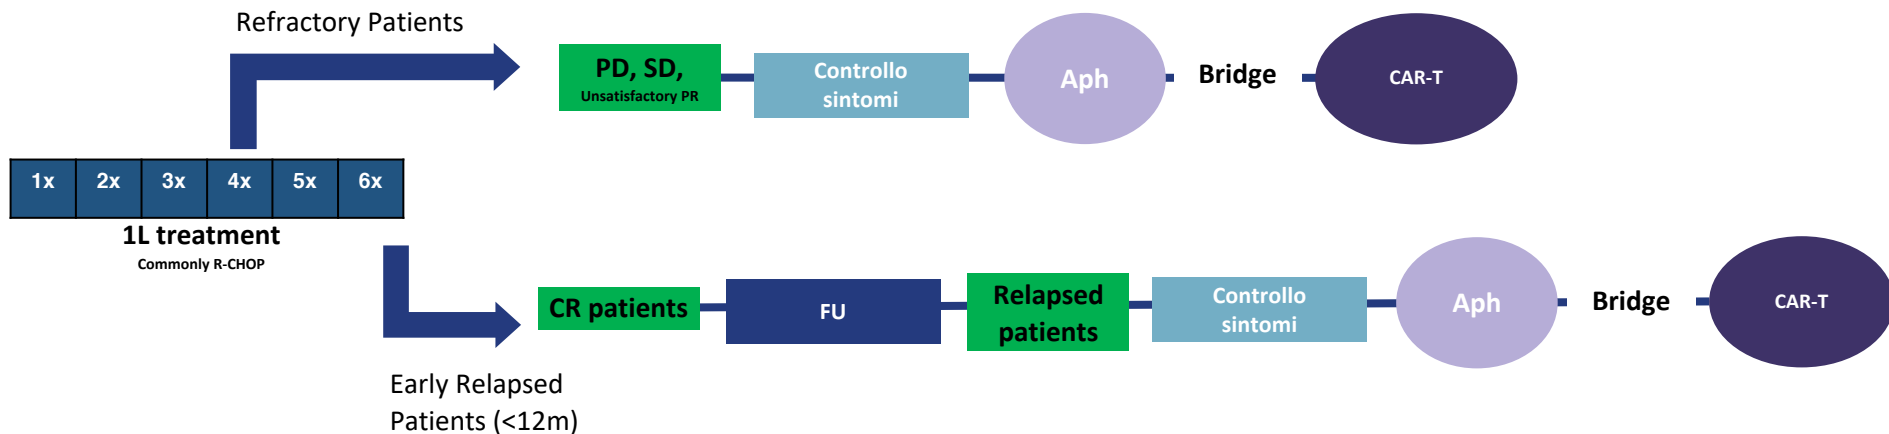 Refractory Patients
PD, SD,
Unsatisfactory PR
Controllo
sintomi
Aph
Bridge
CAR-T
1x 2x 3x 4x 5x 6x
1L treatment
Commonly R-CHOP
CR patients
FU
Relapsed
patients
Controllo
sintomi
Aph
Bridge
CAR-T
Early Relapsed
Patients (<12m)